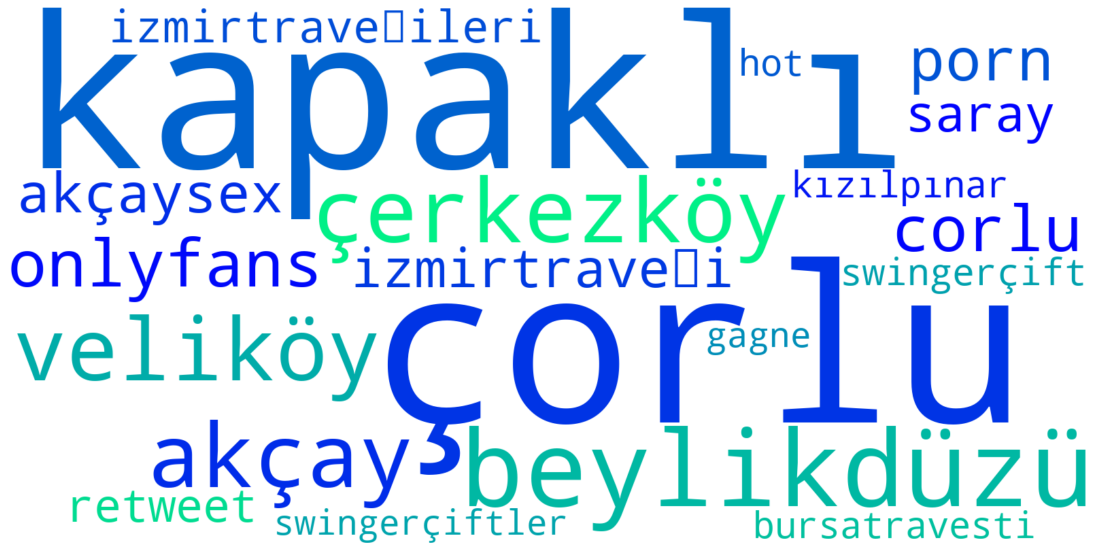 izmirtrave▯ileri
kapaklı
hot
porn
saray
akçaysex
çerkezköy
kızılpınar
corlu
onlyfans
izmirtrave▯i
swingerçift
veliköy
çorlu
gagne
akçay
beylikdüzü
retweet
swingerçiftler
bursatravesti